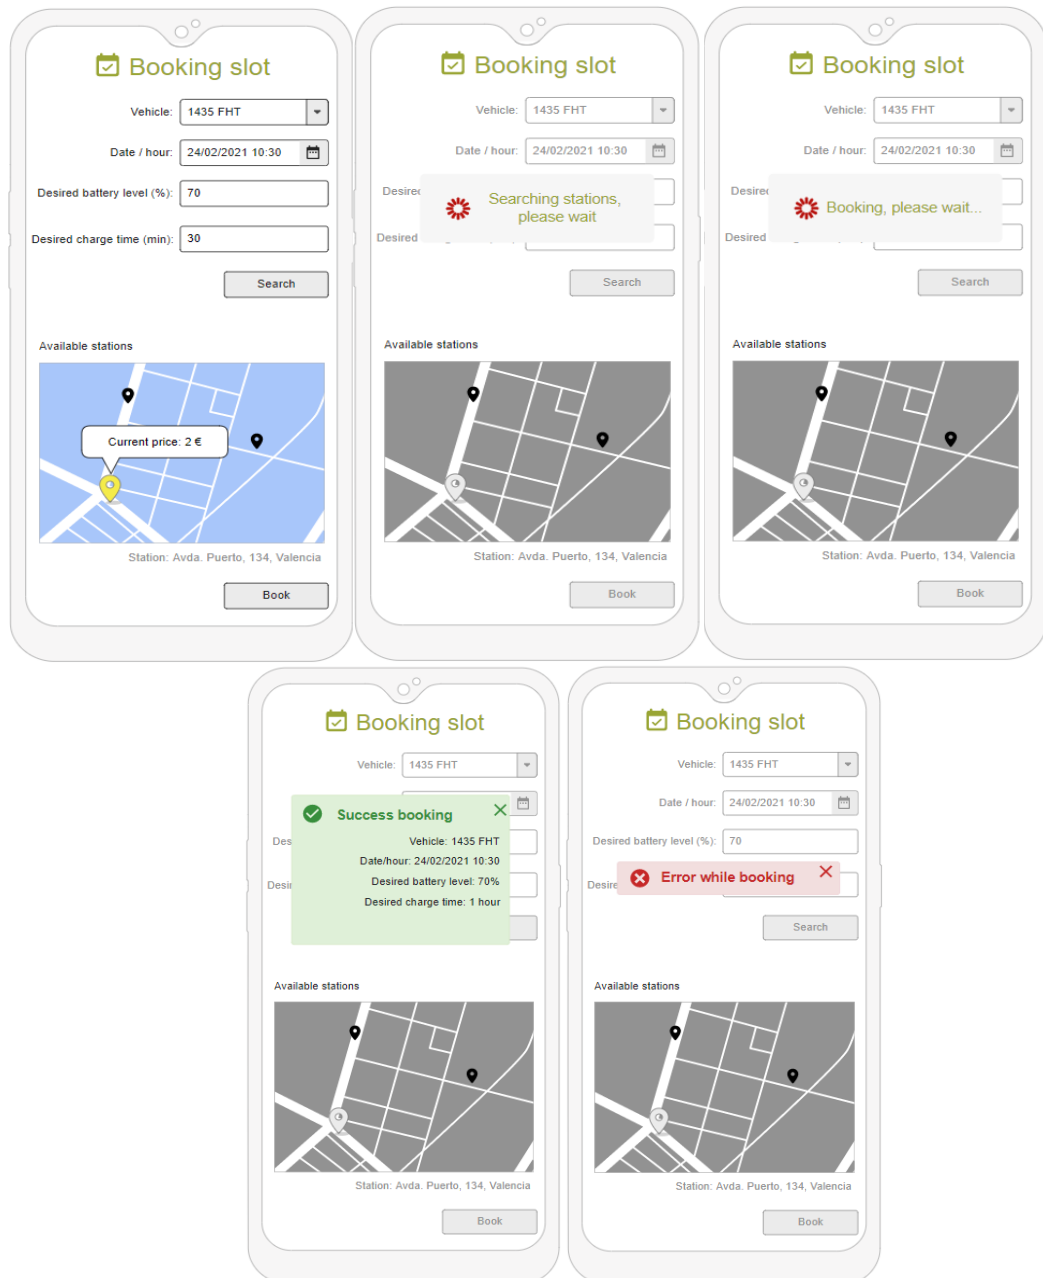 Booking slot
Vehicle: 1435 FHT
Date / hour: 24/02/2021 10:30
Desired battery level (%): 70
Desired charge time (min): 30
Search
Available stations
Current price: 2 €
Station: Avda. Puerto, 134, Valencia
Book
Booking slot
Vehicle: 1435 FHT
Date / hour: 24/02/2021 10:30
Desired
Searching stations,
please wait
Desired
Search
Available stations
Station: Avda. Puerto, 134, Valencia
Book
Booking slot
Vehicle: 1435 FHT
Date / hour: 24/02/2021 10:30
Desired
Booking, please wait...
Desired
Search
Available stations
Station: Avda. Puerto, 134, Valencia
Book
Booking slot
Vehicle: 1435 FHT
Success booking
Vehicle: 1435 FHT
Date/hour: 24/02/2021 10:30
Desired battery level: 70%
Desired charge time: 1 hour
Available stations
Station: Avda. Puerto, 134, Valencia
Book
Booking slot
Vehicle: 1435 FHT
Date / hour: 24/02/2021 10:30
Desired battery level (%): 70
Error while booking
Search
Available stations
Station: Avda. Puerto, 134, Valencia
Book